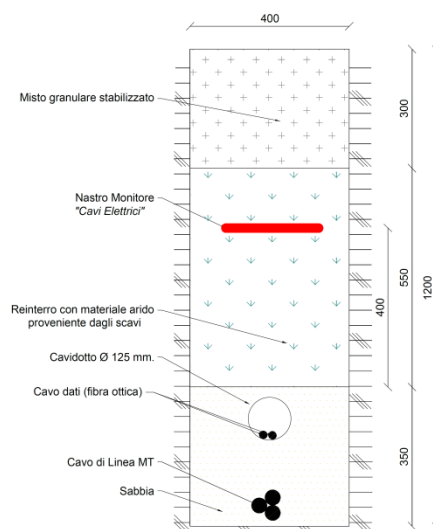 400
Misto granulare stabilizzato
300
Nastro Monitore
"Cavi Elettrici"
400
550
1200
Reinterro con materiale arido
proveniente dagli scavi
Cavidotto Ø 125 mm.
Cavo dati (fibra ottica)
350
Cavo di Linea MT
Sabbia